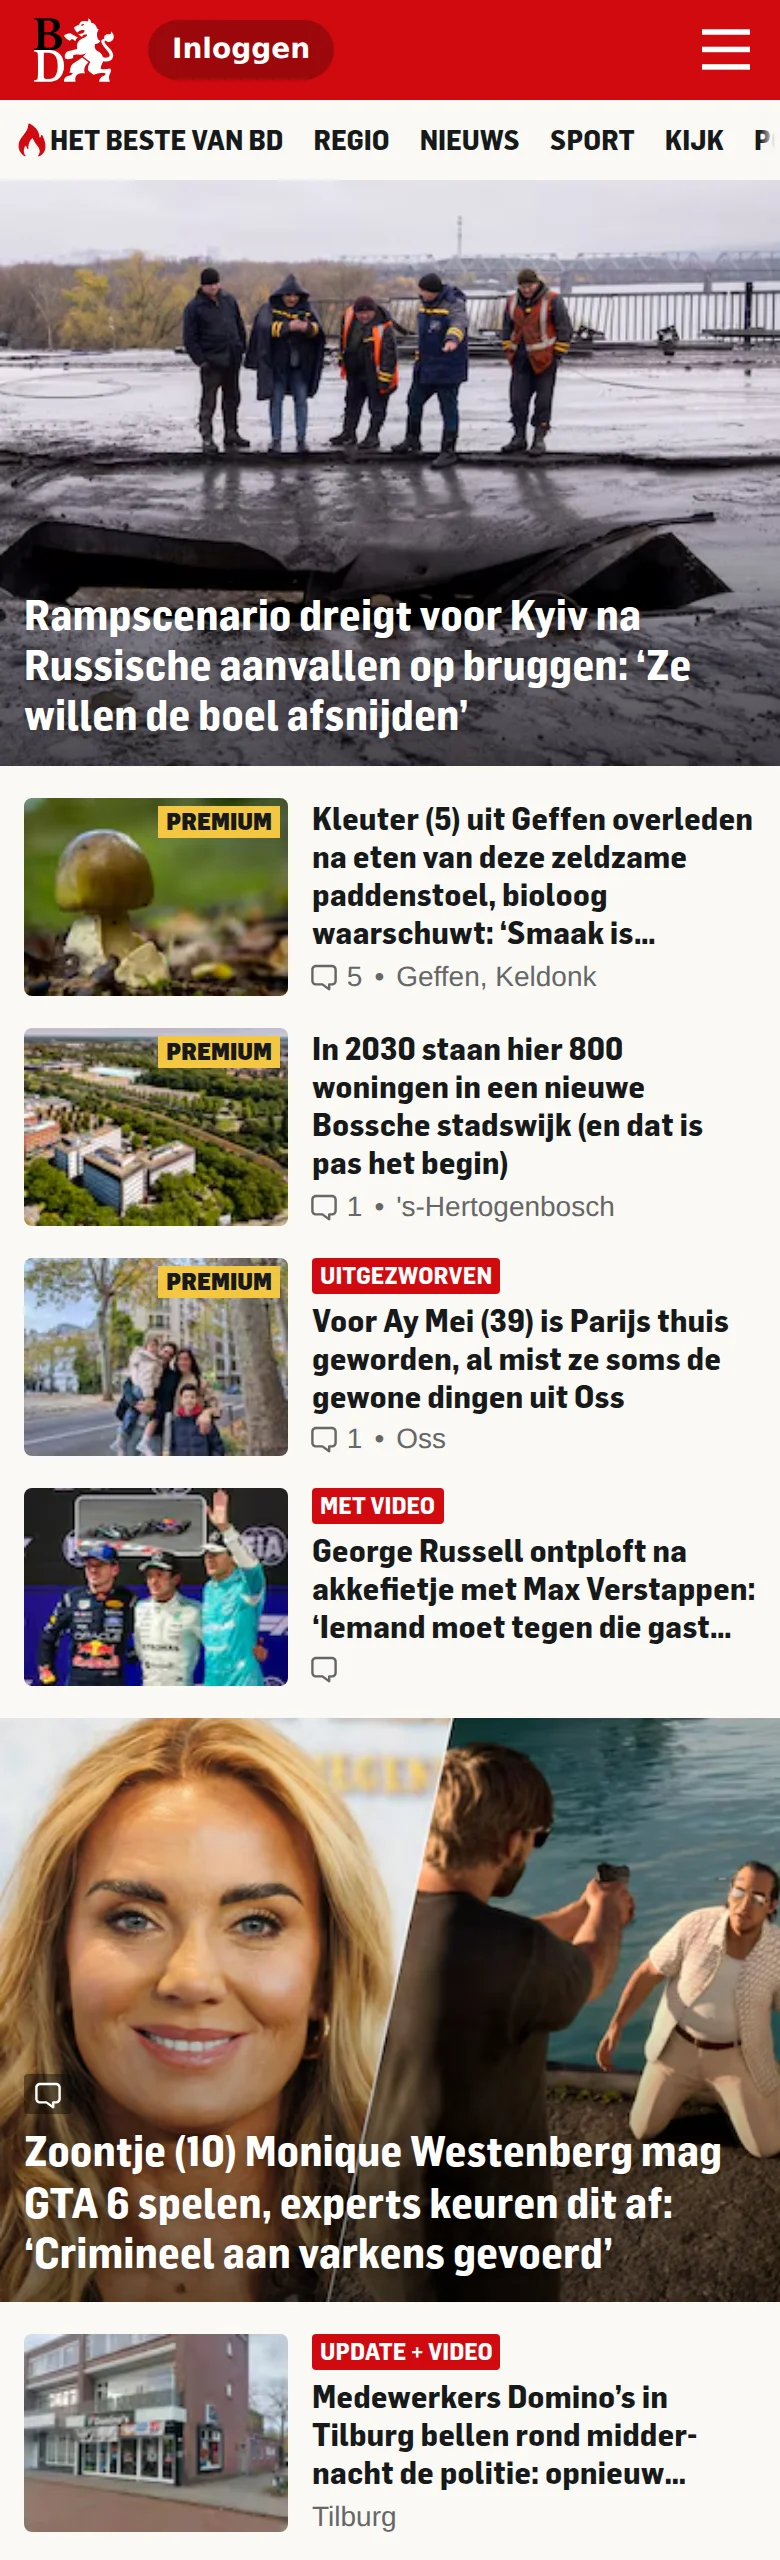 BD
Inloggen
HET BESTE VAN BD REGIO NIEUWS SPORT KIJK
Rampscenario dreigt voor Kyiv na
Russische aanvallen op bruggen: ‘Ze
willen de boel afsnijden’
PREMIUM
Kleuter (5) uit Geffen overleden
na eten van deze zeldzame
paddenstoel, bioloog
waarschuwt: ‘Smaak is...
5 • Geffen, Keldonk
PREMIUM
In 2030 staan hier 800
woningen in een nieuwe
Bossche stadswijk (en dat is
pas het begin)
1 • 's-Hertogenbosch
PREMIUM
UITGEZWORVEN
Voor Ay Mei (39) is Parijs thuis
geworden, al mist ze soms de
gewone dingen uit Oss
1 • Oss
MET VIDEO
George Russell ontploft na
akkefietje met Max Verstappen:
‘Iemand moet tegen die gast...
Zoontje (10) Monique Westenberg mag
GTA 6 spelen, experts keuren dit af:
‘Crimineel aan varkens gevoerd’
UPDATE + VIDEO
Medewerkers Domino’s in
Tilburg bellen rond midder-
nacht de politie: opnieuw...
Tilburg